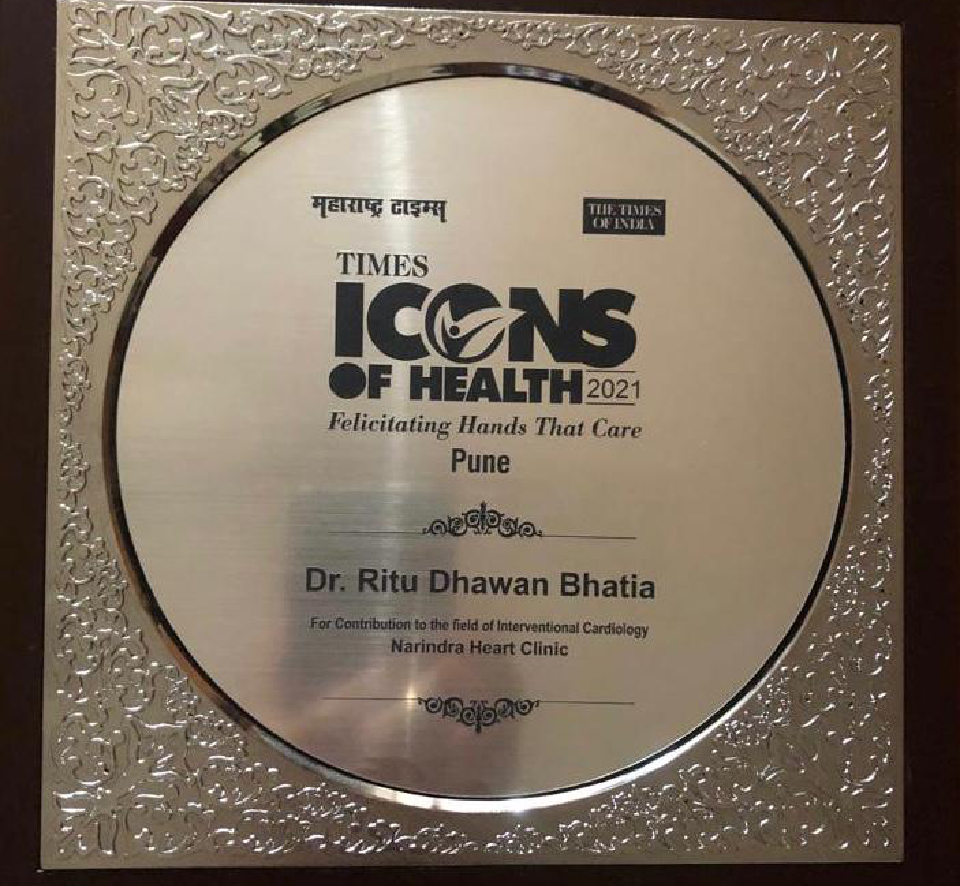 महाराष्ट्र टाइम्स
THE TIMES
OF INDIA
TIMES
ICONS
OF HEALTH 2021
Felicitating Hands That Care
Pune
Dr. Ritu Dhawan Bhatia
For Contribution to the field of Interventional Cardiology
Narindra Heart Clinic